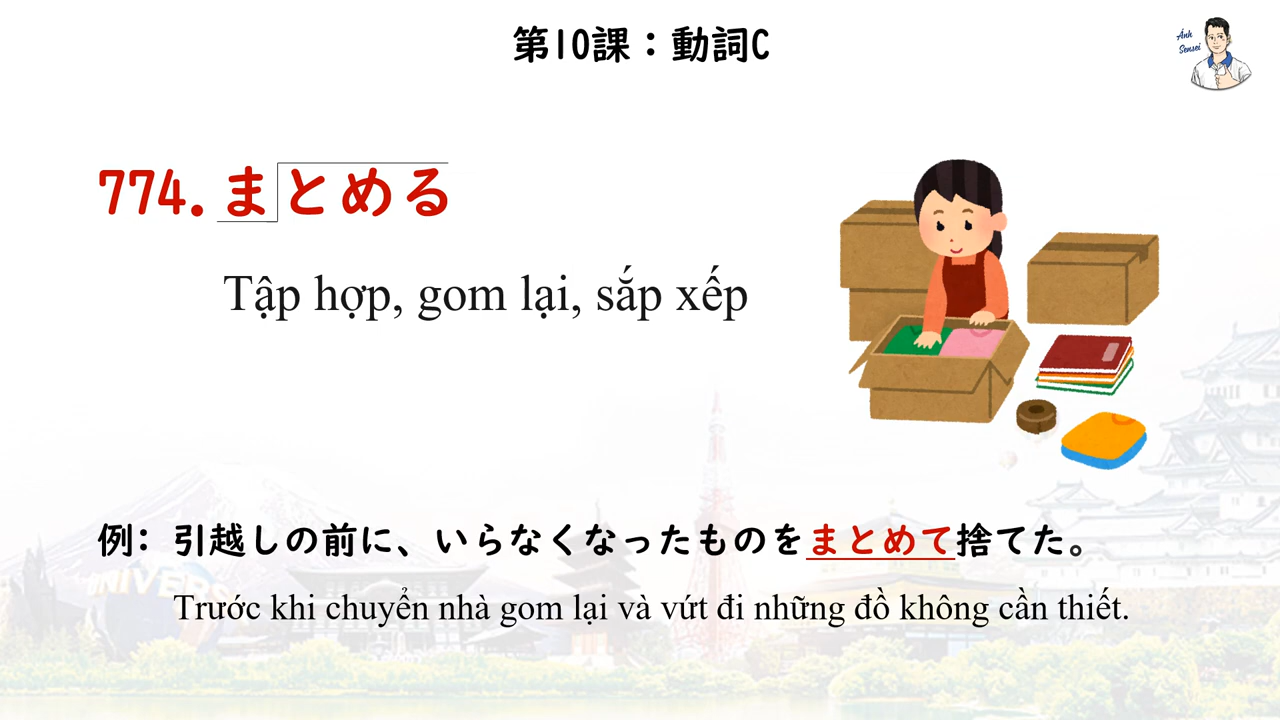 第10課：動詞C
Ánh
Sensei
774.まとめる
Tập hợp, gom lại, sắp xếp
例：引越しの前に、いらなくなったものをまとめて捨てた。
Trước khi chuyển nhà gom lại và vứt đi những đồ không cần thiết.
UNIVERS